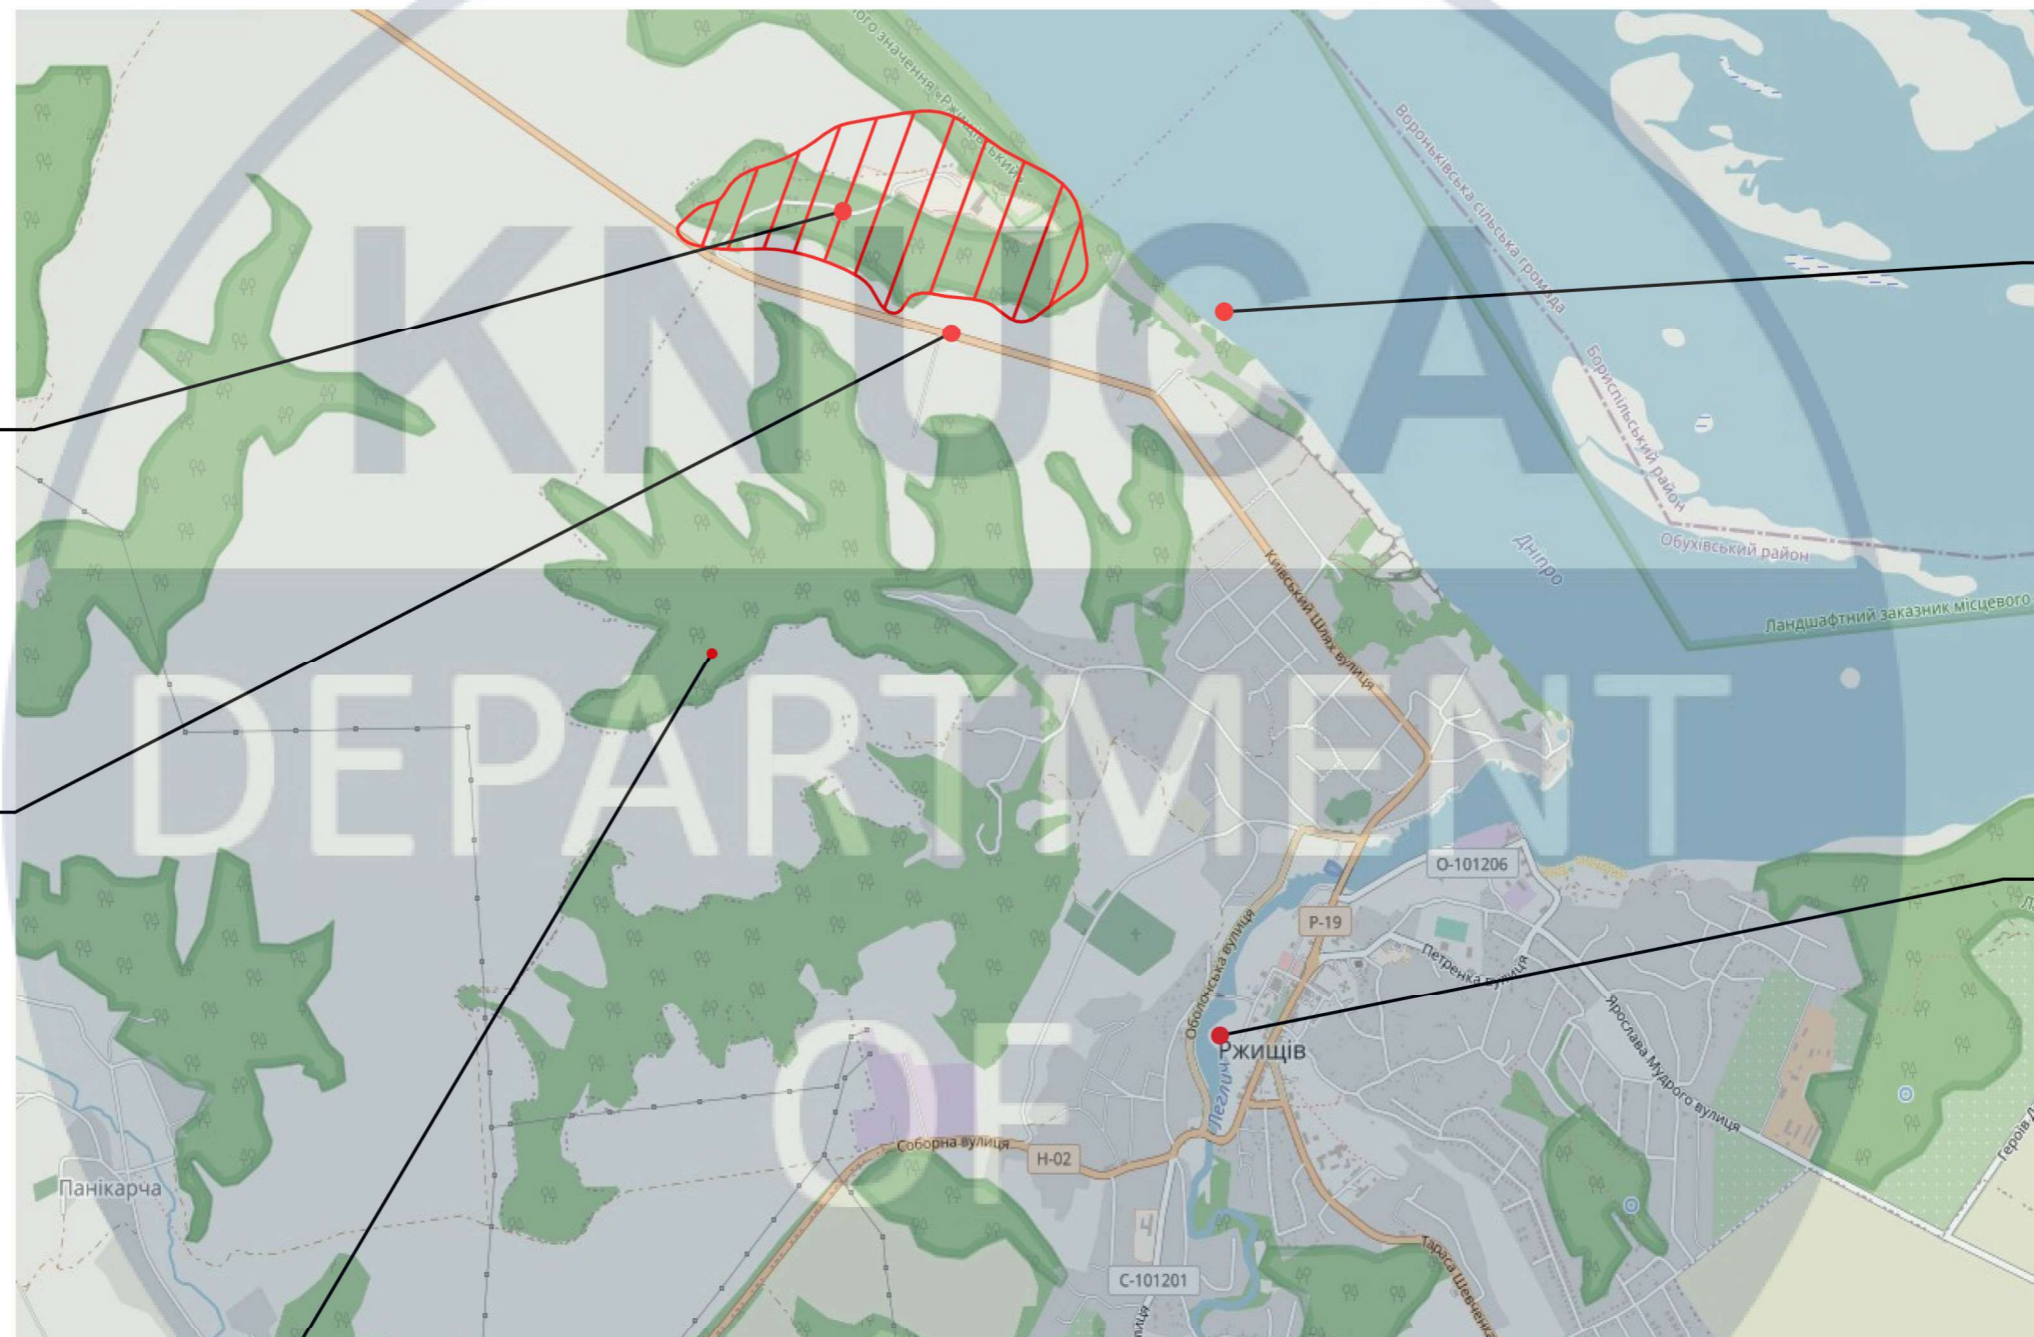 ого значення «Ржищівський»
Вороньківська сільська громада
KNUCA
Бориспільський район
Обухівський район
Дніпро
Київський Шлях вулиця
Ландшафтний заказник місцевого
DEPARTMENT
О-101206
Р-19
Оболонська вулиця
Петренка вулиця
Ярослава Мудрого вулиця
Ржищів
Леглич
OF
Соборна вулиця
Н-02
Панікарча
С-101201
Тараса Шевченка